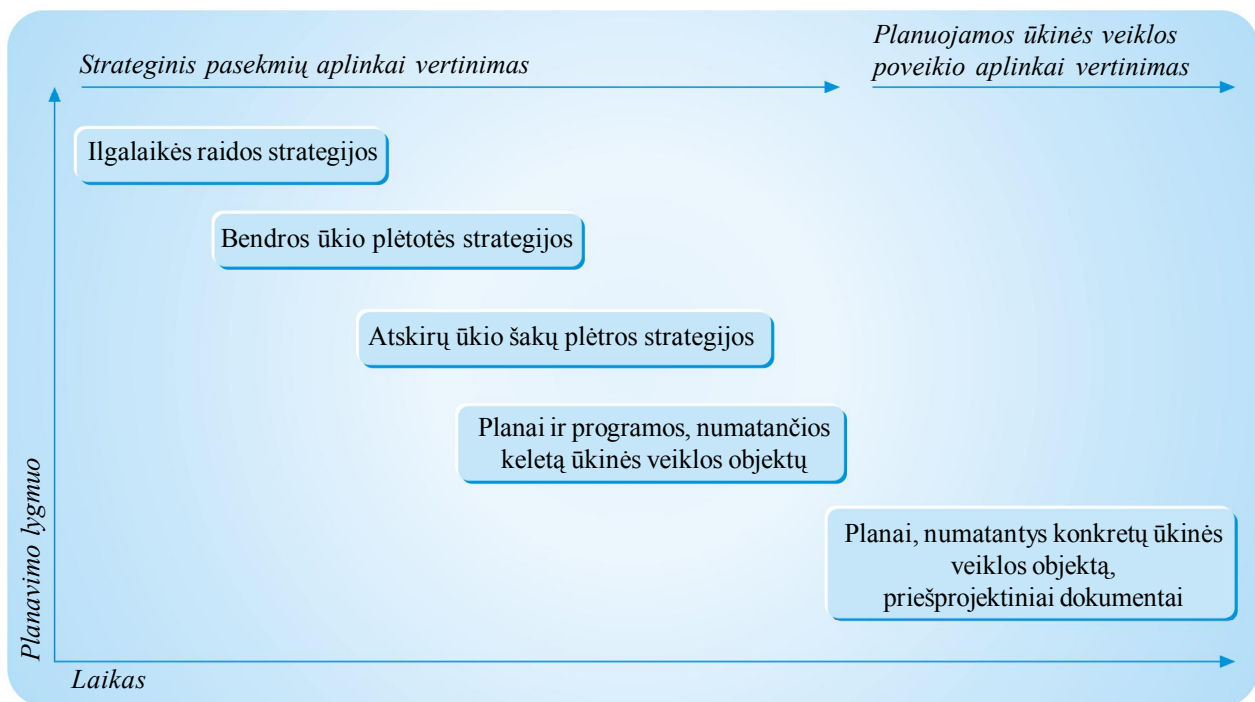 Strateginis pasekmių aplinkai vertinimas
Planuojamos ūkinės veiklos
poveikio aplinkai vertinimas
Ilgalaikės raidos strategijos
Bendros ūkio plėtotės strategijos
Atskirų ūkio šakų plėtros strategijos
Planai ir programos, numatančios
keletą ūkinės veiklos objektų
Planai, numatantys konkretų ūkinės
veiklos objektą,
priešprojektiniai dokumentai
Planavimo lygmuo
Laikas